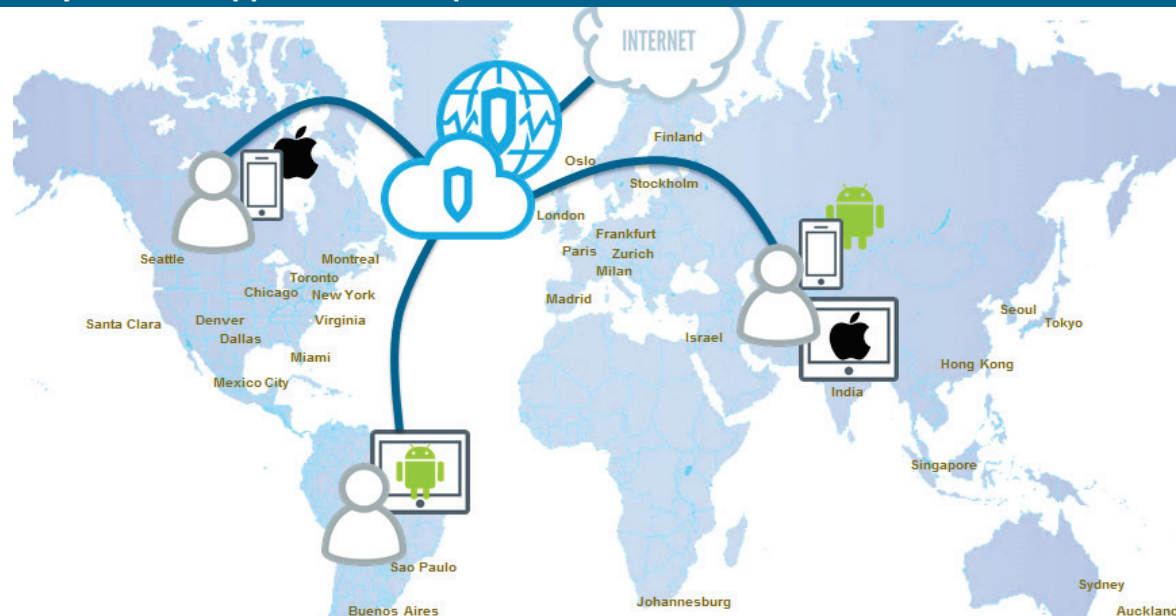 INTERNET
Finland
Oslo
Stockholm
London
Frankfurt
Paris Zurich
Milan
Madrid
Seattle
Montreal
Toronto
Chicago New York
Santa Clara
Denver
Virginia
Dallas
Miami
Mexico City
Israel
Seoul
Tokyo
Hong Kong
India
Singapore
Sao Paulo
Buenos Aires
Johannesburg
Sydney
Auckland